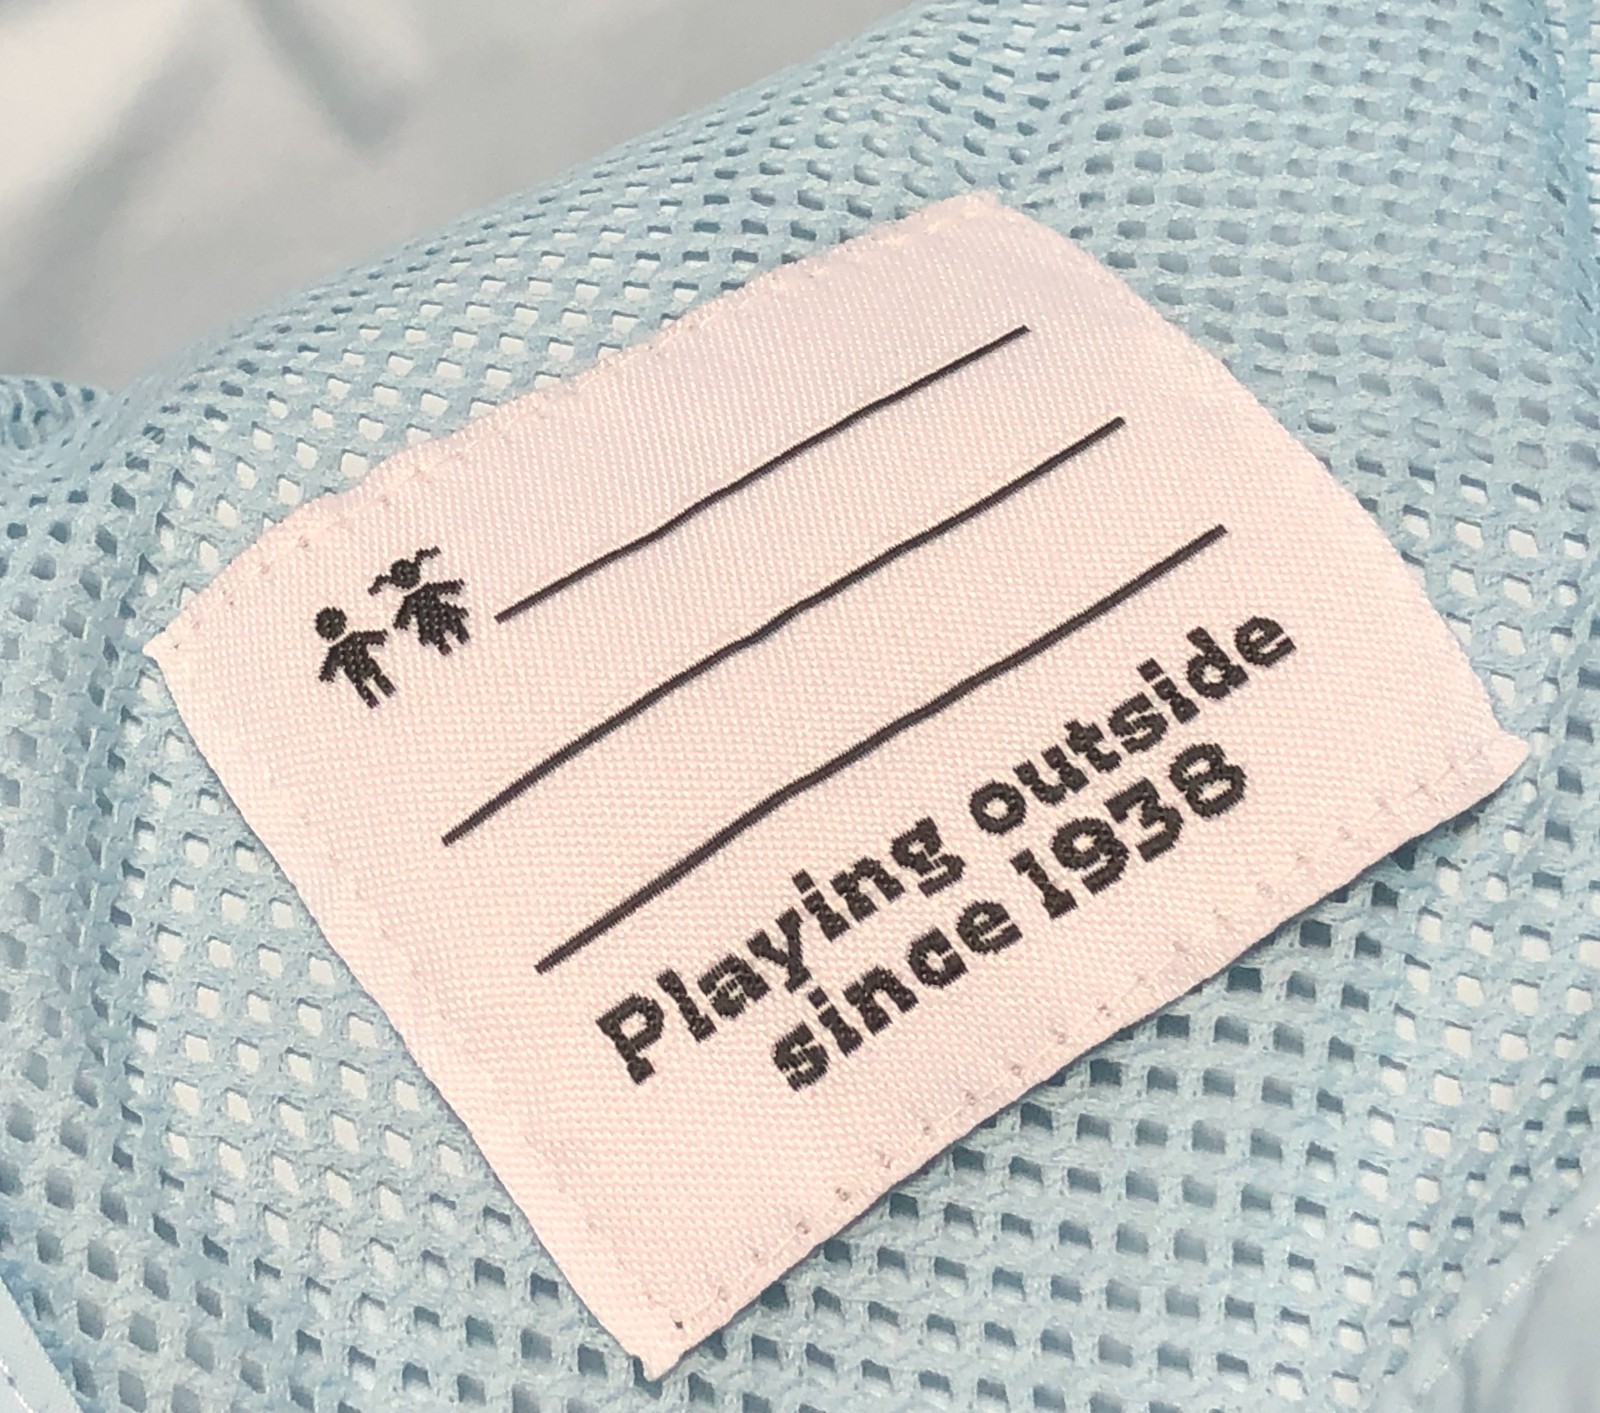 Playing outside
since 1938